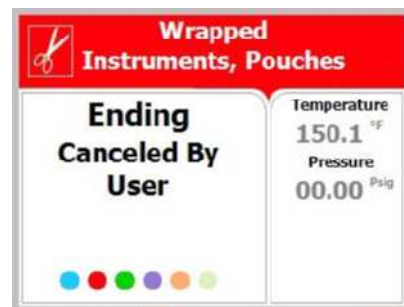 Wrapped
Instruments, Pouches
Ending
Canceled By
User
Temperature
150.1 °F
Pressure
00.00 Psig